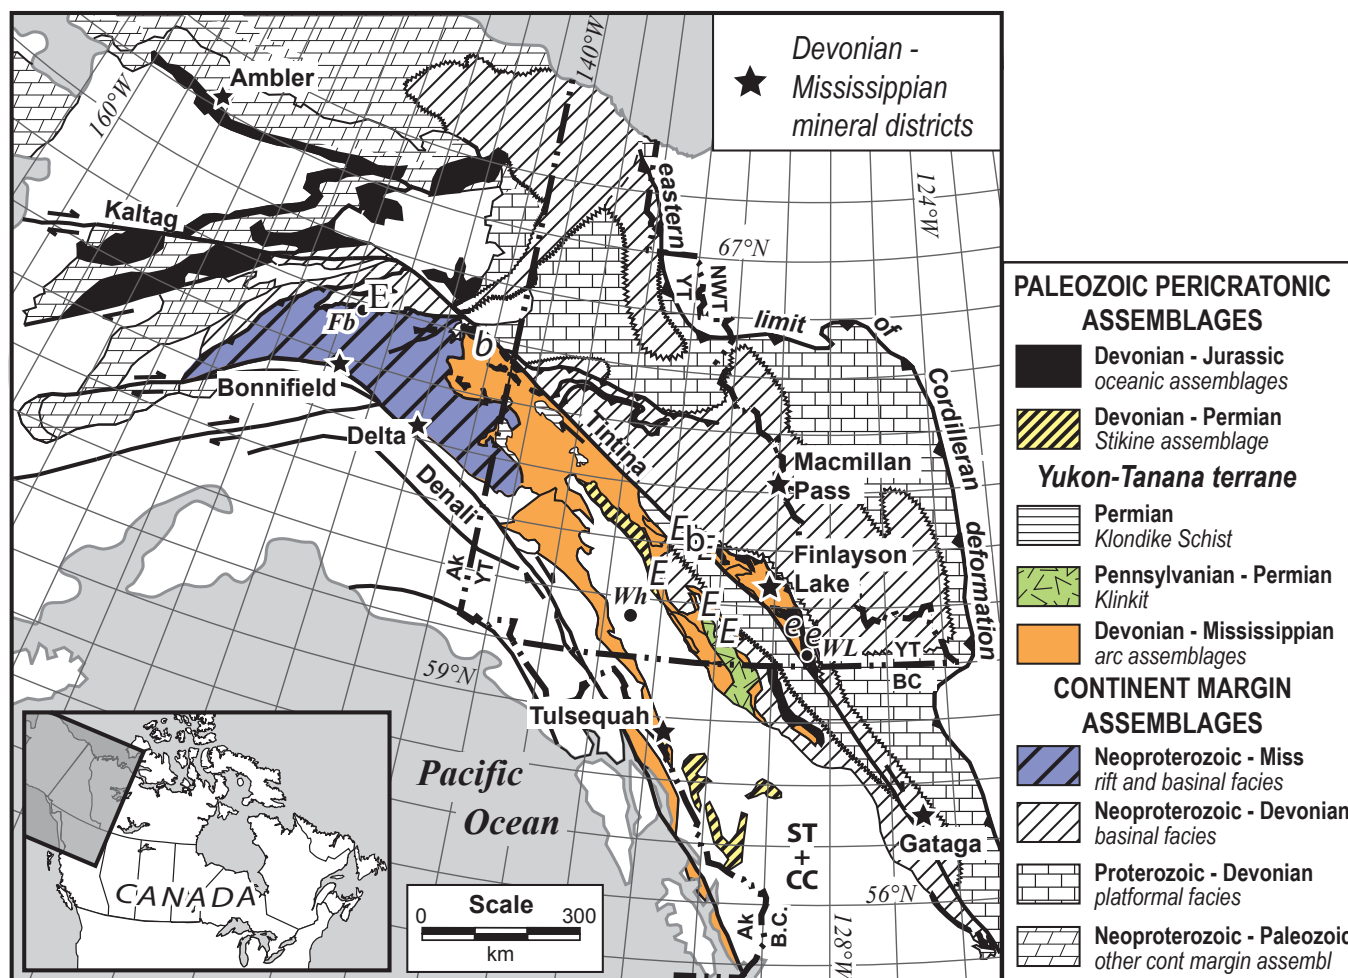 Devonian -
Mississippian
mineral districts
Ambler
160°W
140°W
124°W
Kaltag
eastern
67°N
YT
NWT
limit
of
Cordilleran
deformation
E
Fb
b
Bonnifield
Delta
Tintina
Denali
Macmillan
Pass
Ak
YT
E
b
E
Finlayson
Lake
E
Wh
E
E
e
e
WL
YT
BC
59°N
Tulsequah
Pacific
Ocean
ST
+
CC
Gataga
56°N
128°W
Ak
B.C.
CANADA
Scale
0
300
km
PALEOZOIC PERICRATONIC
ASSEMBLAGES
Devonian - Jurassic
oceanic assemblages
Devonian - Permian
Stikine assemblage
Yukon-Tanana terrane
Permian
Klondike Schist
Pennsylvanian - Permian
Klinkit
Devonian - Mississippian
arc assemblages
CONTINENT MARGIN
ASSEMBLAGES
Neoproterozoic - Miss
rift and basinal facies
Neoproterozoic - Devonian
basinal facies
Proterozoic - Devonian
platformal facies
Neoproterozoic - Paleozoic
other cont margin assembl